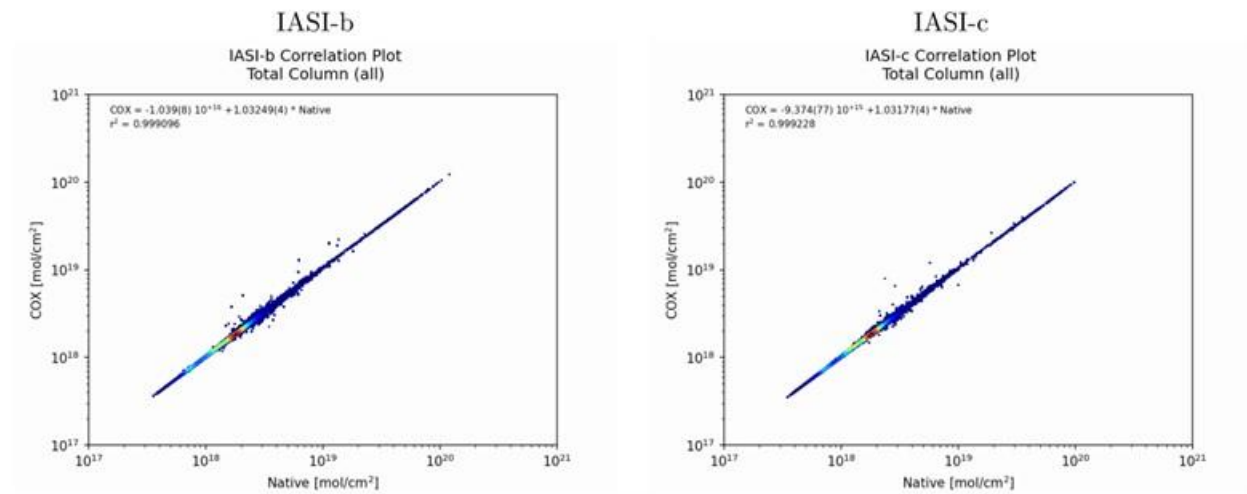 IASI-b
IASI-b Correlation Plot
Total Column (all)
10²¹
COX = -1.039(8) 10⁺¹⁶ +1.03249(4) * Native
r² = 0.999096
10²⁰
COX [mol/cm²]
10¹⁹
10¹⁸
10¹⁷
10¹⁷ 10¹⁸ 10¹⁹ 10²⁰ 10²¹
Native [mol/cm²]
IASI-c
IASI-c Correlation Plot
Total Column (all)
10²¹
COX = -9.374(77) 10⁺¹⁵ +1.03177(4) * Native
r² = 0.999228
10²⁰
COX [mol/cm²]
10¹⁹
10¹⁸
10¹⁷
10¹⁷ 10¹⁸ 10¹⁹ 10²⁰ 10²¹
Native [mol/cm²]